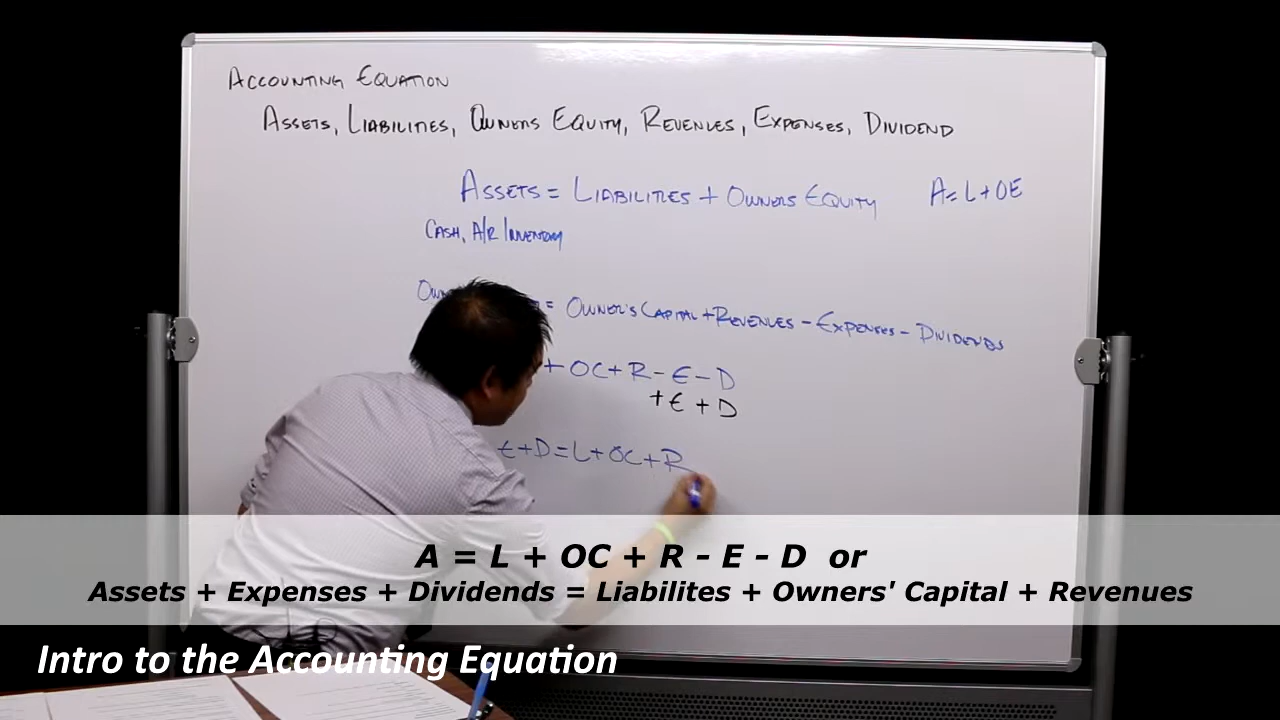 ACCOUNTING EQUATION
ASSETS, LIABILITIES, OWNERS EQUITY, REVENUES, EXPENSES, DIVIDEND
ASSETS = LIABILITIES + OWNERS EQUITY A=L+OE
CASH, A/R INVENTORY
= OWNER'S CAPITAL + REVENUES - EXPENSES - DIVIDENDS
+ OC + R - E - D
+ E + D
E + D = L + OC + R
A = L + OC + R - E - D or
Assets + Expenses + Dividends = Liabilites + Owners' Capital + Revenues
Intro to the Accounting Equation